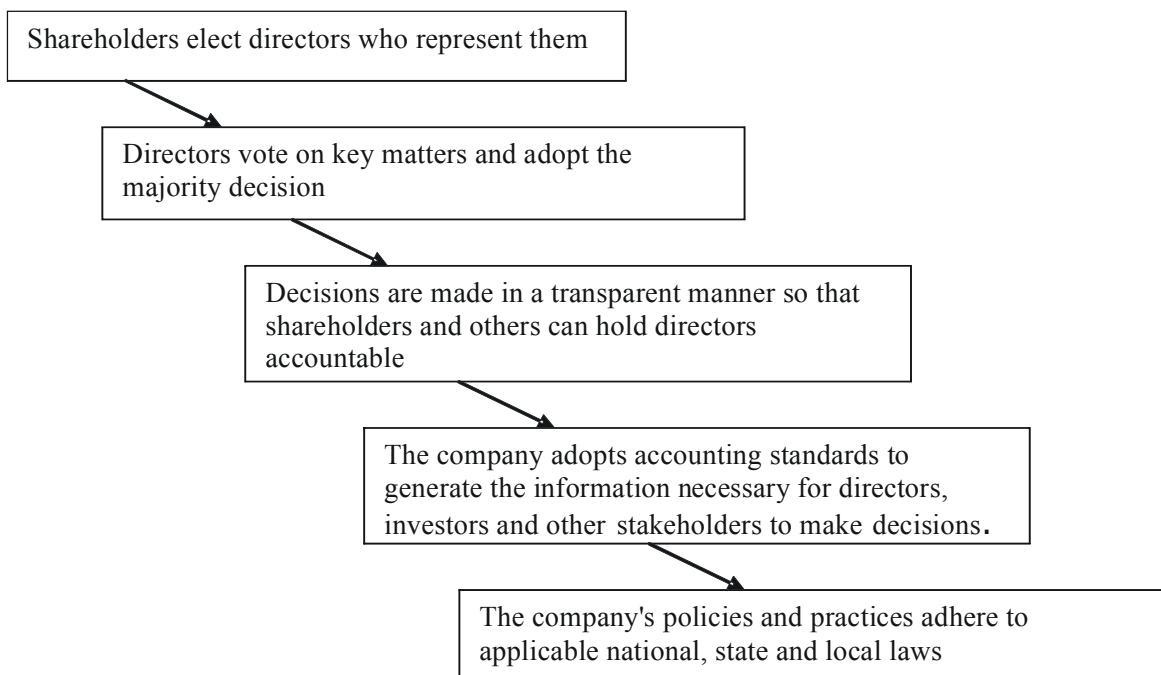 Shareholders elect directors who represent them
Directors vote on key matters and adopt the
majority decision
Decisions are made in a transparent manner so that
shareholders and others can hold directors
accountable
The company adopts accounting standards to
generate the information necessary for directors,
investors and other stakeholders to make decisions.
The company's policies and practices adhere to
applicable national, state and local laws